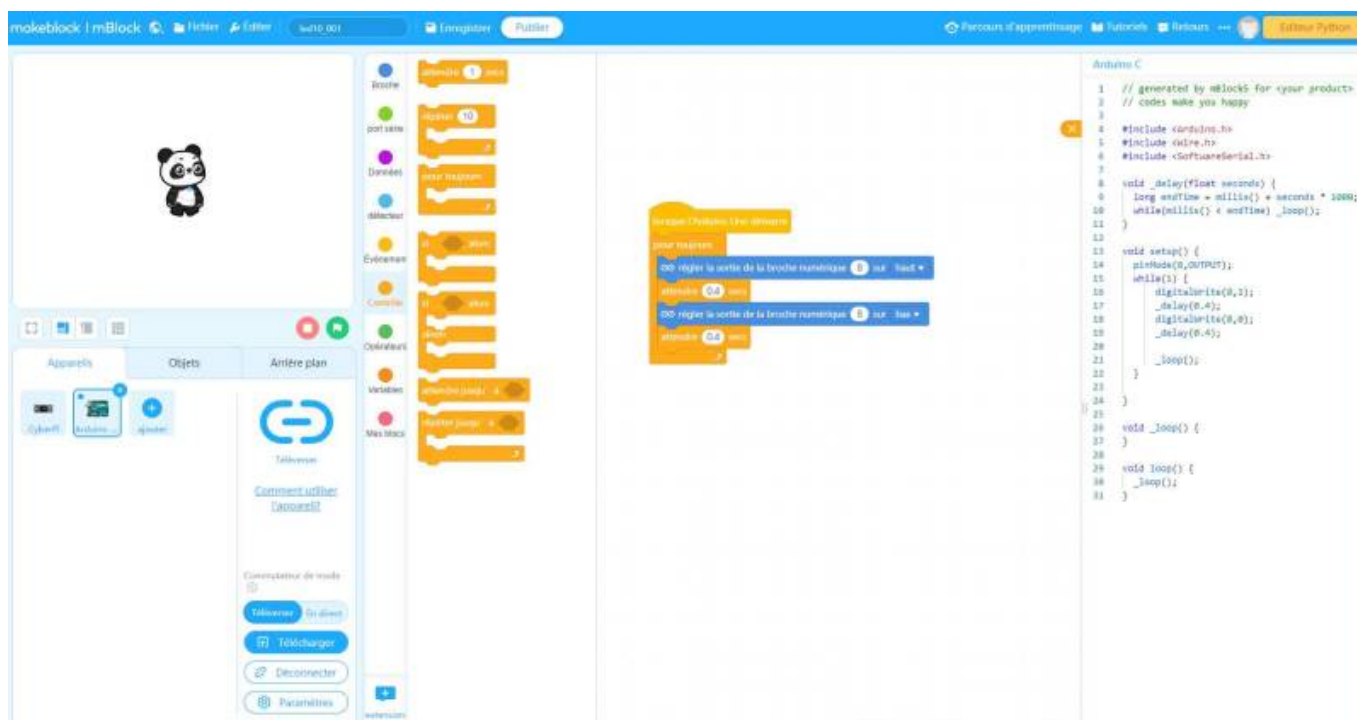 makeblock | mBlock
Fichier
Éditer
led10_001
Enregistrer
Publier
Parcours d'apprentissage
Tutoriels
Retours
Editeur Python
Appareils
Objets
Arrière plan
CyberPi
Arduino ...
ajouter
Téléverser
Comment utiliser
l'appareil?
Commutateur de mode
Téléverser
En direct
Télécharger
Déconnecter
Paramètres
Broche
port série
Données
détecteur
Événemen
Contrôle
Opérateurs
Variables
Mes blocs
extension
attendre 1 secs
répéter 10
pour toujours
si alors
si alors
sinon
attendre jusqu' à
répéter jusqu' à
lorsque l'Arduino Uno démarre
pour toujours
régler la sortie de la broche numérique 8 sur haut
attendre 0.4 secs
régler la sortie de la broche numérique 8 sur bas
attendre 0.4 secs
Arduino C
1 // generated by mBlock5 for <your product>
2 // codes make you happy
3
4 #include <Arduino.h>
5 #include <Wire.h>
6 #include <SoftwareSerial.h>
7
8 void _delay(float seconds) {
9 long endTime = millis() + seconds * 1000;
10 while(millis() < endTime) _loop();
11 }
12
13 void setup() {
14 pinMode(8,OUTPUT);
15 while(1) {
16 digitalWrite(8,1);
17 _delay(0.4);
18 digitalWrite(8,0);
19 _delay(0.4);
20
21 _loop();
22 }
23
24 }
25
26 void _loop() {
27 }
28
29 void loop() {
30 _loop();
31 }